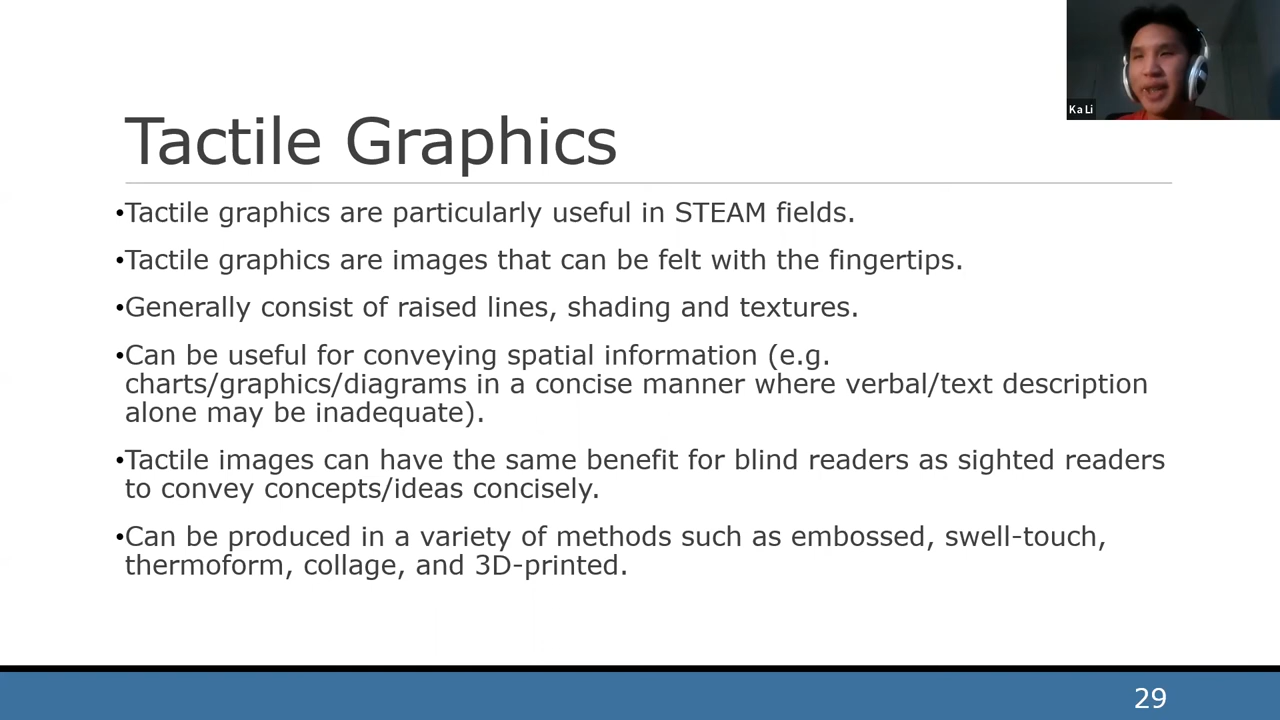 Ka Li
Tactile Graphics
•Tactile graphics are particularly useful in STEAM fields.
•Tactile graphics are images that can be felt with the fingertips.
•Generally consist of raised lines, shading and textures.
•Can be useful for conveying spatial information (e.g.
charts/graphics/diagrams in a concise manner where verbal/text description
alone may be inadequate).
•Tactile images can have the same benefit for blind readers as sighted readers
to convey concepts/ideas concisely.
•Can be produced in a variety of methods such as embossed, swell-touch,
thermoform, collage, and 3D-printed.
29